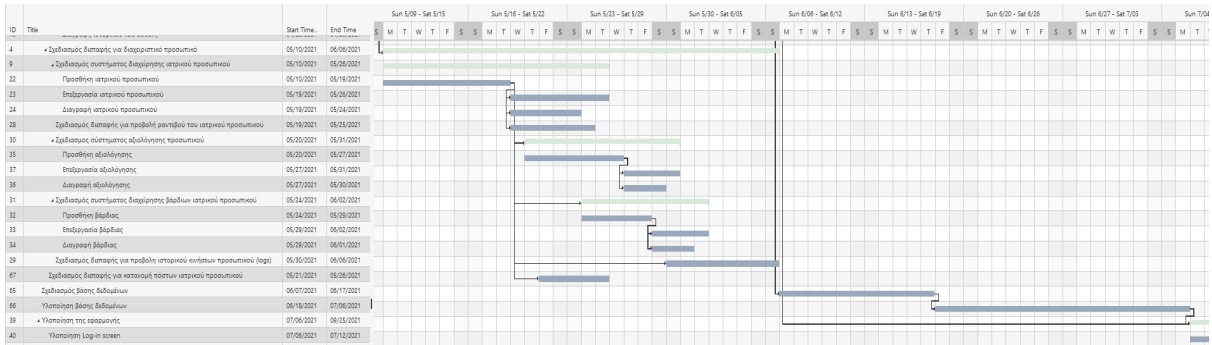 Sun 5/09 - Sat 5/15 Sun 5/16 - Sat 5/22 Sun 5/23 - Sat 5/29 Sun 5/30 - Sat 6/05 Sun 6/06 - Sat 6/12 Sun 6/13 - Sat 6/19 Sun 6/20 - Sat 6/26 Sun 6/27 - Sat 7/03 Sun 7/04
ID Title Start Time... End Time S M T W T F S S M T W T F S S M T W T F S S M T W T F S S M T W T F S S M T W T F S S M T W T F S S M T W T F S S M T
4 Σχεδιασμός διεπαφής για διαχειριστικό προσωπικό 05/10/2021 06/06/2021
9 Σχεδιασμός συστήματος διαχείρησης ιατρικού προσωπικού 05/10/2021 05/26/2021
22 Προσθήκη ιατρικού προσωπικού 05/10/2021 05/19/2021
23 Επεξεργασία ιατρικού προσωπικού 05/19/2021 05/26/2021
24 Διαγραφή ιατρικού προσωπικού 05/19/2021 05/24/2021
28 Σχεδιασμός διεπαφής για προβολή ραντεβού του ιατρικού προσωπικού 05/19/2021 05/25/2021
30 Σχεδιασμος σύστηματος αξιολόγησης προσωπικού 05/20/2021 05/31/2021
35 Προσθήκη αξιολόγησης 05/20/2021 05/27/2021
37 Επεξεργασία αξιολόγησης 05/27/2021 05/31/2021
36 Διαγραφή αξιολόγησης 05/27/2021 05/30/2021
31 Σχεδιασμός συστήματος διαχείρησης βάρδιων ιατρικού προσωπικού 05/24/2021 06/02/2021
32 Προσθήκη βάρδιας 05/24/2021 05/29/2021
33 Επεξεργασία βάρδιας 05/29/2021 06/02/2021
34 Διαγραφή βάρδιας 05/29/2021 06/01/2021
29 Σχεδιασμός διεπαφής για προβολη ιστορικού κινήσεων προσωπικού (logs) 05/30/2021 06/06/2021
67 Σχεδιασμός διεπαφής για κατανομή πόστων ιατρικού προσωπικού 05/21/2021 05/26/2021
65 Σχεδιασμός βάσης δεδομένων 06/07/2021 06/17/2021
66 Υλοποίηση βάσης δεδομένων 06/18/2021 07/06/2021
39 Υλοποίηση της εφαρμογής 07/06/2021 09/25/2021
40 Υλοποίηση Log-in screen 07/06/2021 07/12/2021